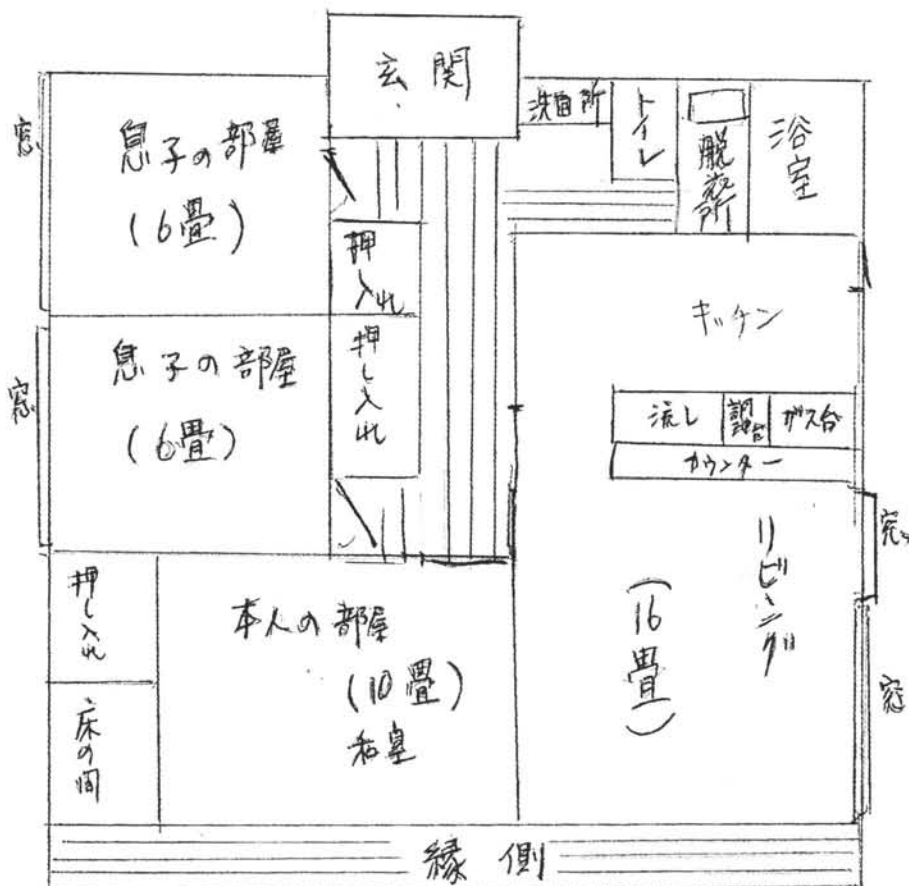 玄関
洗面所
トイレ
脱衣所
浴室
窓
息子の部屋
(6畳)
押入れ
キッチン
窓
息子の部屋
(6畳)
押し入れ
流し
調理台
ガス台
カウンター
窓
リビング
(16畳)
窓
押し入れ
本人の部屋
(10畳)
和室
床の間
縁側